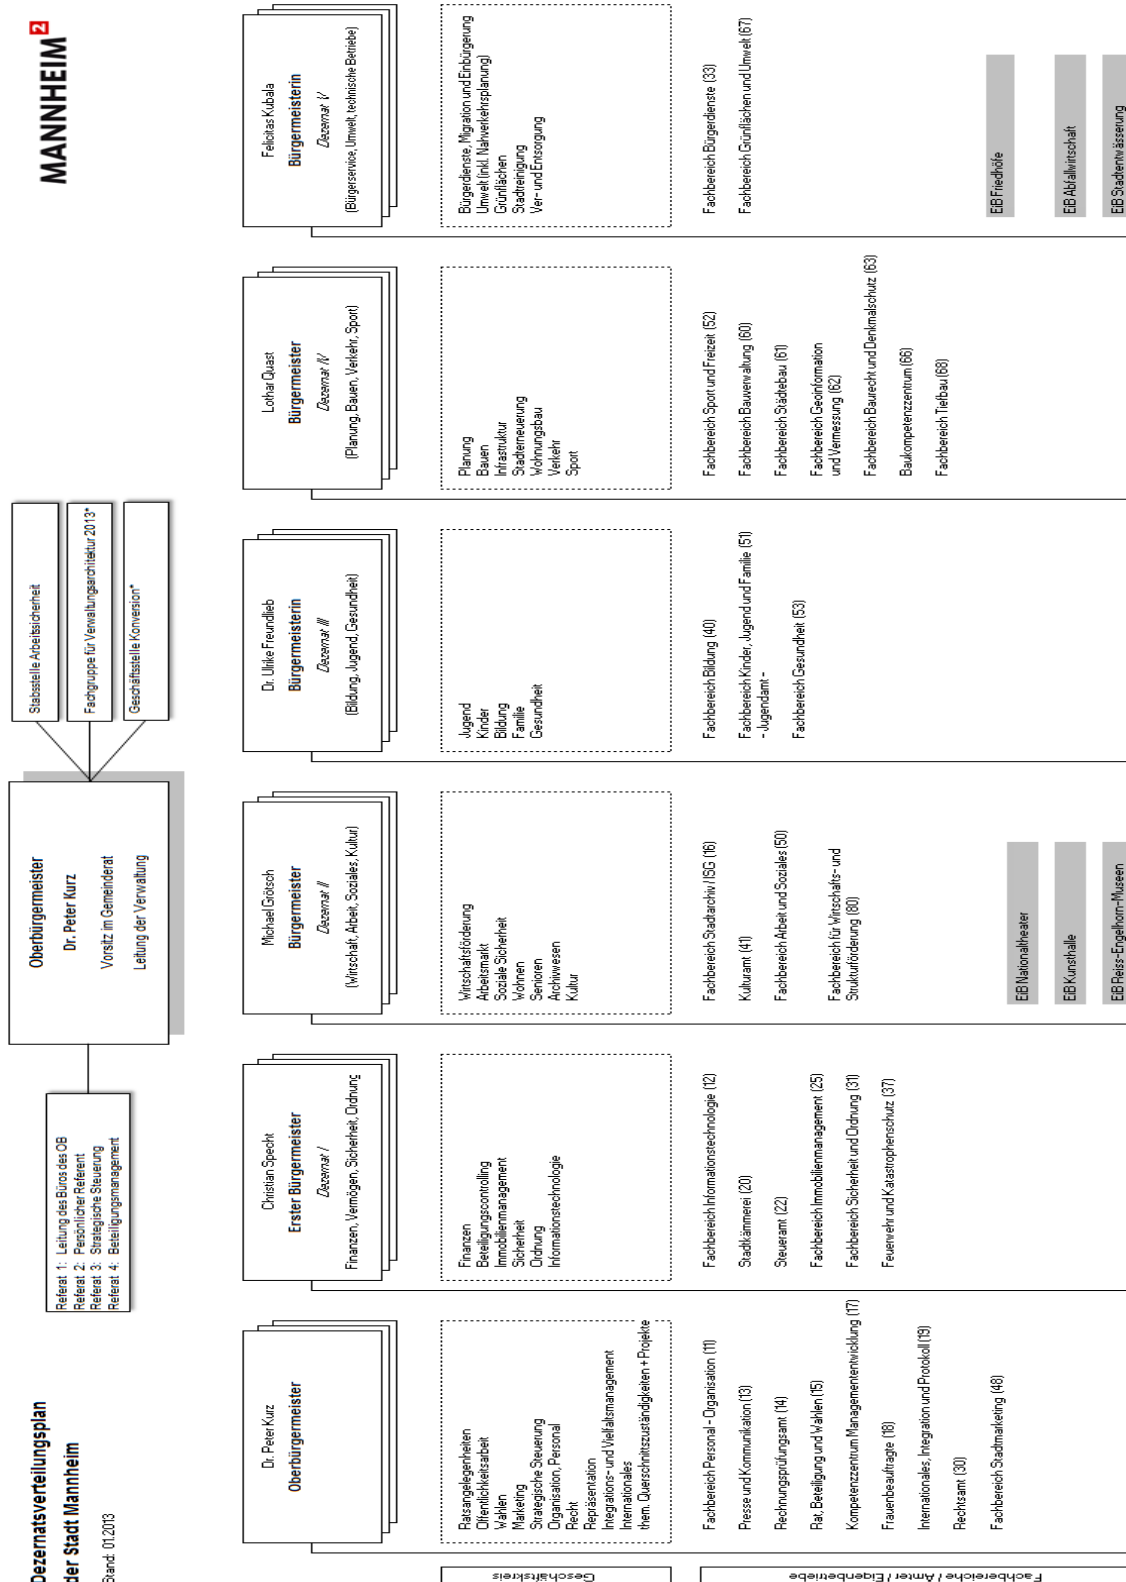 Dezernatsverteilungsplan
der Stadt Mannheim
Stand: 01.2013
MANNHEIM²
Referat 1: Leitung des Büros des OB
Referat 2: Persönlicher Referent
Referat 3: Strategische Steuerung
Referat 4: Beteiligungsmanagement
Oberbürgermeister
Dr. Peter Kurz
Vorsitz im Gemeinderat
Leitung der Verwaltung
Stabsstelle Arbeitssicherheit
Fachgruppe für Verwaltungsarchitektur 2013*
Geschäftsstelle Konversion*
Dr. Peter Kurz
Oberbürgermeister
Christian Specht
Erster Bürgermeister
Dezernat I
Finanzen, Vermögen, Sicherheit, Ordnung
Michael Grötsch
Bürgermeister
Dezernat II
(Wirtschaft, Arbeit, Soziales, Kultur)
Dr. Ulrike Freundlieb
Bürgermeisterin
Dezernat III
(Bildung, Jugend, Gesundheit)
Lothar Quast
Bürgermeister
Dezernat IV
(Planung, Bauen, Verkehr, Sport)
Felicitas Kubala
Bürgermeisterin
Dezernat V
(Bürgerservice, Umwelt, technische Betriebe)
Geschäftskreis
Ratsangelegenheiten
Öffentlichkeitsarbeit
Wahlen
Marketing
Strategische Steuerung
Organisation, Personal
Recht
Repräsentation
Integrations- und Vielfaltsmanagement
Internationales
them. Querschnittszuständigkeiten + Projekte
Finanzen
Beteiligungscontrolling
Immobilienmanagement
Sicherheit
Ordnung
Informationstechnologie
Wirtschaftsförderung
Arbeitsmarkt
Soziale Sicherheit
Wohnen
Senioren
Archivwesen
Kultur
Jugend
Kinder
Bildung
Familie
Gesundheit
Planung
Bauen
Infrastruktur
Stadterneuerung
Wohnungsbau
Verkehr
Sport
Bürgerdienste, Migration und Einbürgerung
Umwelt (inkl. Nahverkehrsplanung)
Grünflächen
Stadtreinigung
Ver- und Entsorgung
Fachbereiche / Ämter / Eigenbetriebe
Fachbereich Personal - Organisation (11)
Presse und Kommunikation (13)
Rechnungsprüfungsamt (14)
Rat, Beteiligung und Wahlen (15)
Kompetenzzentrum Managemententwicklung (17)
Frauenbeauftragte (18)
Internationales, Integration und Protokoll (19)
Rechtsamt (30)
Fachbereich Stadtmarketing (48)
Fachbereich Informationstechnologie (12)
Stadtkämmerei (20)
Steueramt (22)
Fachbereich Immobilienmanagement (25)
Fachbereich Sicherheit und Ordnung (31)
Feuerwehr und Katastrophenschutz (37)
Fachbereich Stadtarchiv / ISG (16)
Kulturamt (41)
Fachbereich Arbeit und Soziales (50)
Fachbereich für Wirtschafts- und
Strukturförderung (80)
EiB Nationaltheater
EiB Kunsthalle
EiB Reiss-Engelhorn-Museen
Fachbereich Bildung (40)
Fachbereich Kinder, Jugend und Familie (51)
- Jugendamt -
Fachbereich Gesundheit (53)
Fachbereich Sport und Freizeit (52)
Fachbereich Bauverwaltung (60)
Fachbereich Städtebau (61)
Fachbereich Geoinformation
und Vermessung (62)
Fachbereich Baurecht und Denkmalschutz (63)
Baukompetenzzentrum (66)
Fachbereich Tiefbau (68)
Fachbereich Bürgerdienste (33)
Fachbereich Grünflächen und Umwelt (67)
EiB Friedhöfe
EiB Abfallwirtschaft
EiB Stadtentwässerung